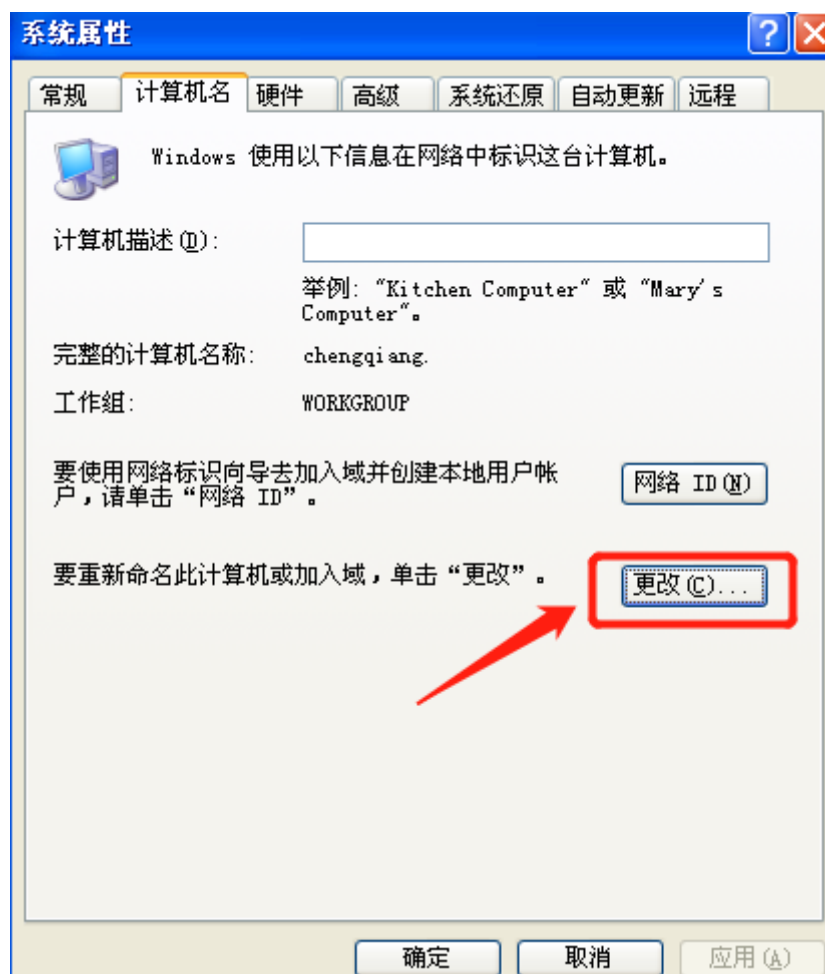 系统属性
常规 计算机名 硬件 高级 系统还原 自动更新 远程
Windows 使用以下信息在网络中标识这台计算机。
计算机描述(D):
举例: “Kitchen Computer” 或 “Mary's
Computer”。
完整的计算机名称: chengqiang.
工作组: WORKGROUP
要使用网络标识向导去加入域并创建本地用户帐
户，请单击“网络 ID”。
网络 ID(N)
要重新命名此计算机或加入域，单击“更改”。
更改(C)...
确定 取消 应用(A)